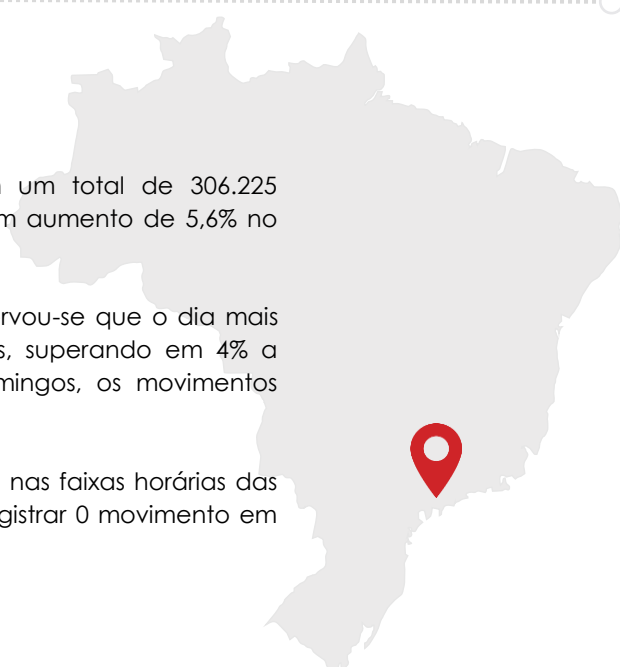 um total de 306.225
m aumento de 5,6% no
rvou-se que o dia mais
s, superando em 4% a
mingos, os movimentos
nas faixas horárias das
gistrar 0 movimento em